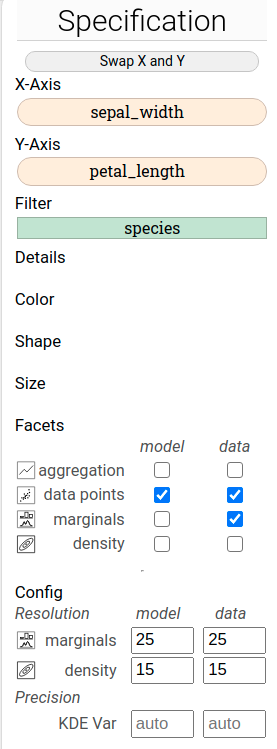 Specification
Swap X and Y
X-Axis
sepal_width
Y-Axis
petal_length
Filter
species
Details
Color
Shape
Size
Facets
model data
aggregation
data points
marginals
density
Config
Resolution model data
marginals 25 25
density 15 15
Precision
KDE Var auto auto